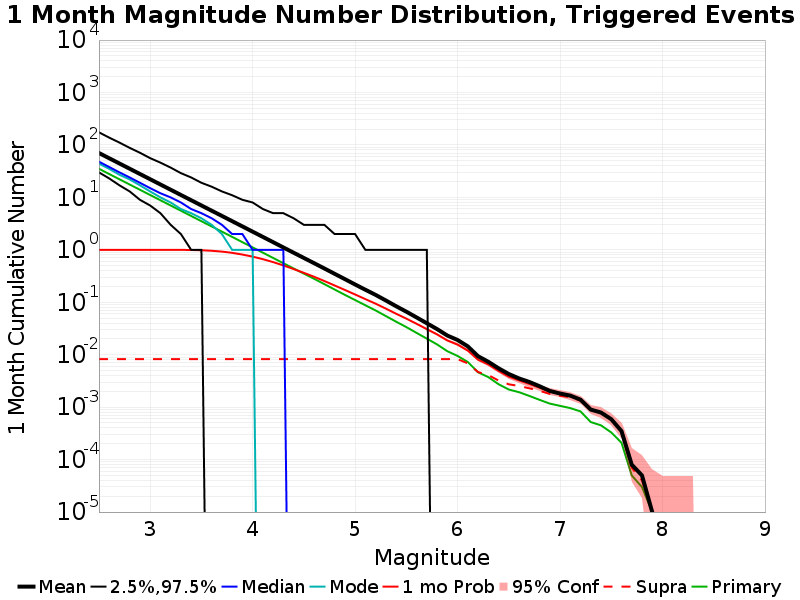 1 Month Magnitude Number Distribution, Triggered Events
1 Month Cumulative Number
10^4
10^3
10^2
10^1
10^0
10^-1
10^-2
10^-3
10^-4
10^-5
3 4 5 6 7 8 9
Magnitude
Mean 2.5%,97.5% Median Mode 1 mo Prob 95% Conf Supra Primary